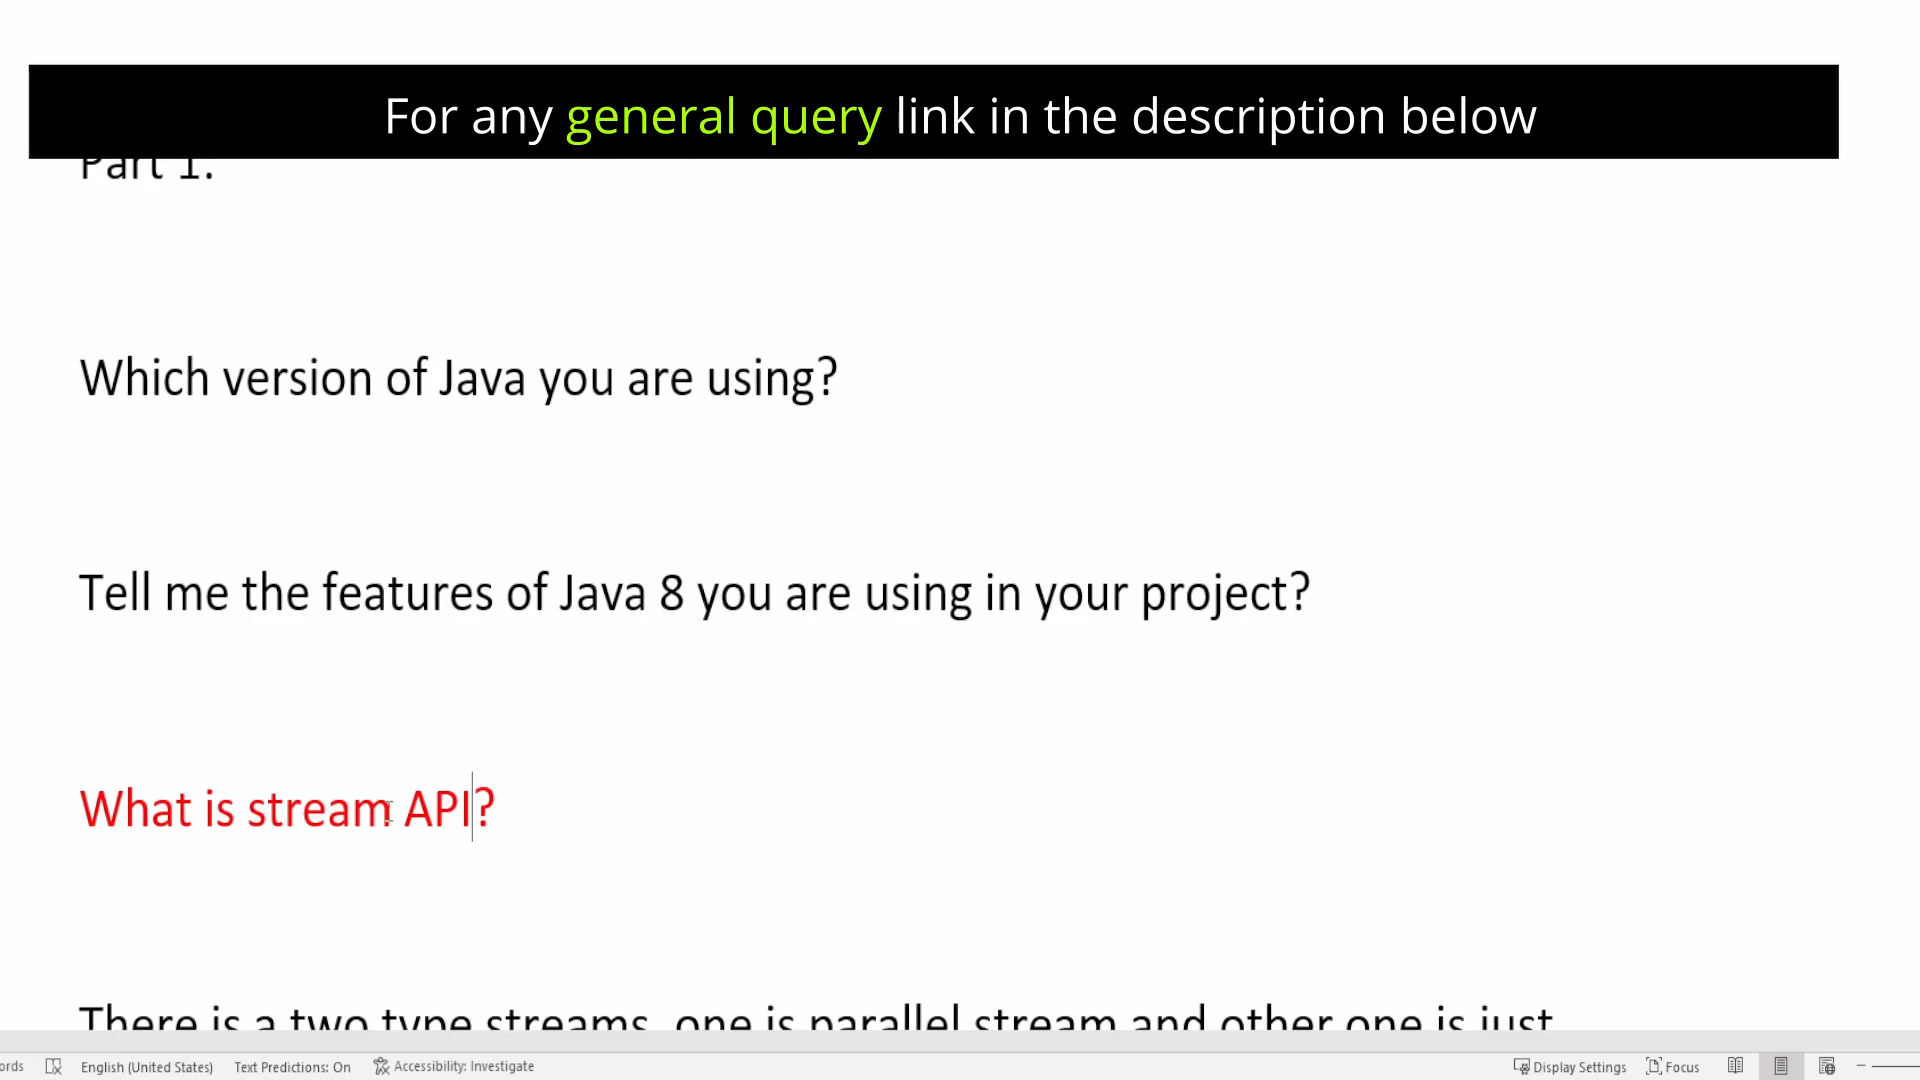 For any general query link in the description below
Part 1.
Which version of Java you are using?
Tell me the features of Java 8 you are using in your project?
What is stream API?
There is a two type streams, one is parallel stream and other one is just
ords English (United States) Text Predictions: On Accessibility: Investigate Display Settings Focus